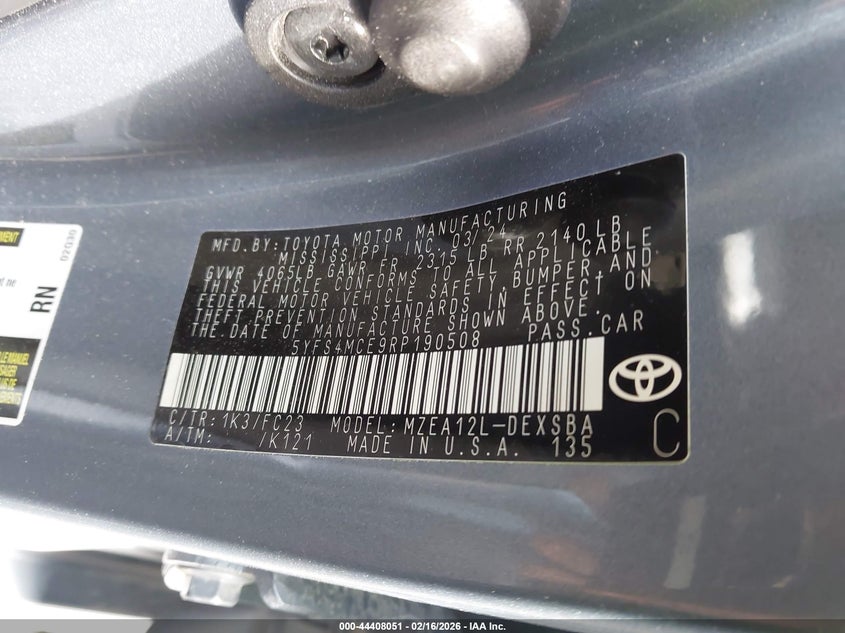 MFD.BY:TOYOTA MOTOR MANUFACTURING
MISSISSIPPI, INC. 03/24
GVWR 4065LB GAWR FR 2315 LB RR 2140 LB
THIS VEHICLE CONFORMS TO ALL APPLICABLE
FEDERAL MOTOR VEHICLE SAFETY,BUMPER,AND
THEFT PREVENTION STANDARDS IN EFFECT ON
THE DATE OF MANUFACTURE SHOWN ABOVE.
5YFS4MCE9RP190508 PASS.CAR
C/TR:1K3/FC23 MODEL:MZEA12L-DEXSBA
A/TM: /K121 MADE IN U.S.A. 135
C
02030
RN
000-44408051 - 02/16/2026 - IAA Inc.